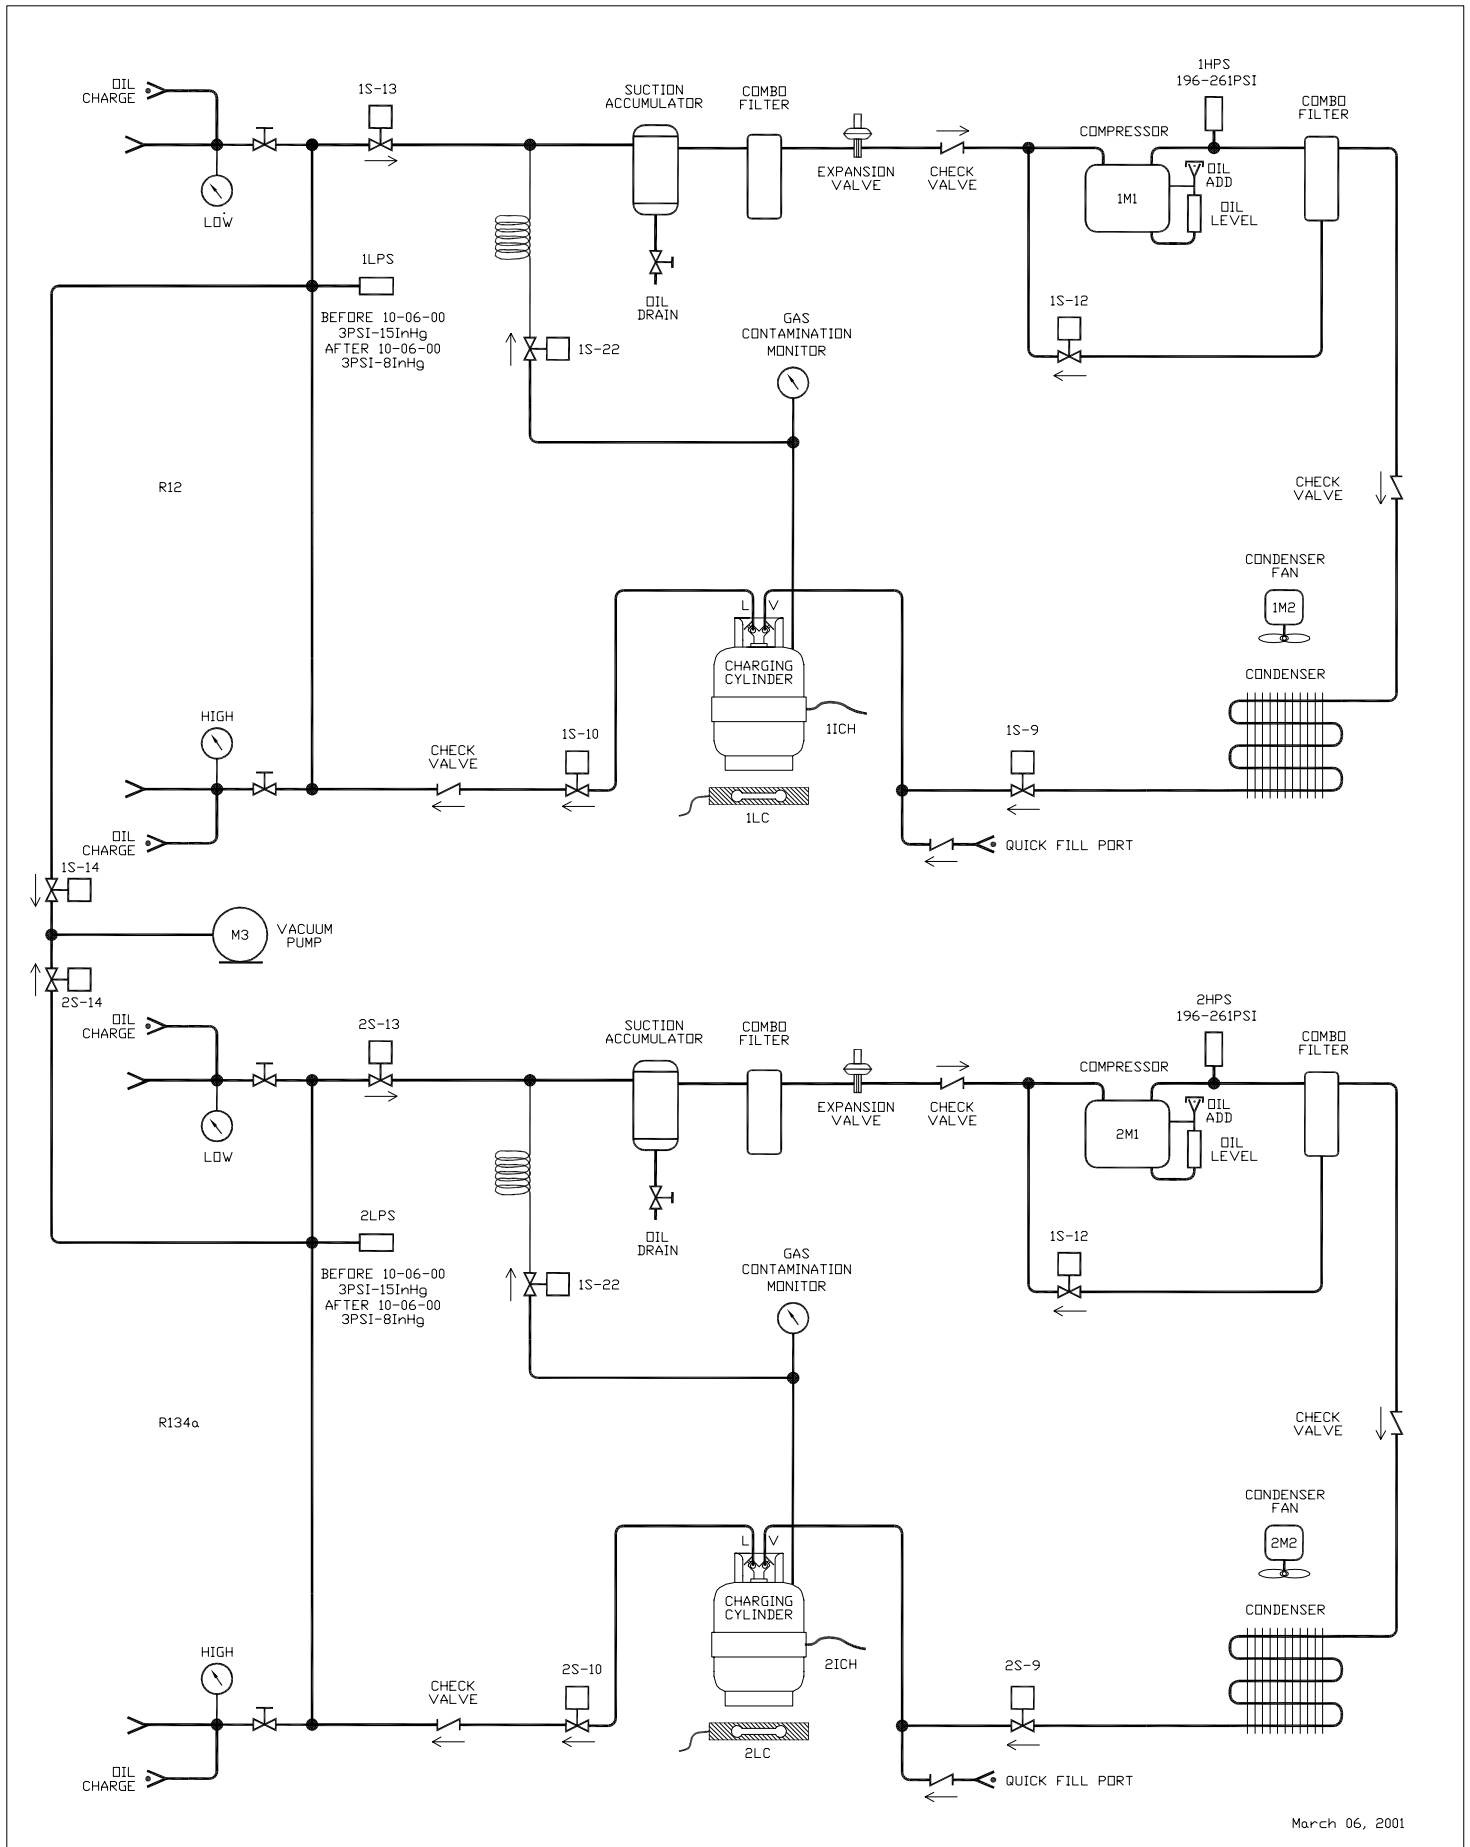 1HPS
196-261PSI
OIL
CHARGE
1S-13
SUCTION
ACCUMULATOR
COMBO
FILTER
COMBO
FILTER
COMPRESSOR
EXPANSION
VALVE
CHECK
VALVE
OIL
ADD
1M1
OIL
LEVEL
LOW
1LPS
BEFORE 10-06-00
3PSI-15InHg
AFTER 10-06-00
3PSI-8InHg
OIL
DRAIN
1S-12
GAS
CONTAMINATION
MONITOR
1S-22
R12
CHECK
VALVE
CONDENSER
FAN
1M2
L V
CHARGING
CYLINDER
CONDENSER
HIGH
1ICH
1S-10
1S-9
CHECK
VALVE
1LC
OIL
CHARGE
QUICK FILL PORT
1S-14
M3
VACUUM
PUMP
2S-14
2HPS
196-261PSI
OIL
CHARGE
2S-13
SUCTION
ACCUMULATOR
COMBO
FILTER
COMBO
FILTER
COMPRESSOR
EXPANSION
VALVE
CHECK
VALVE
OIL
ADD
2M1
OIL
LEVEL
LOW
2LPS
BEFORE 10-06-00
3PSI-15InHg
AFTER 10-06-00
3PSI-8InHg
OIL
DRAIN
1S-12
GAS
CONTAMINATION
MONITOR
1S-22
R134a
CHECK
VALVE
CONDENSER
FAN
2M2
L V
CHARGING
CYLINDER
CONDENSER
HIGH
2ICH
2S-10
2S-9
CHECK
VALVE
2LC
OIL
CHARGE
QUICK FILL PORT
March 06, 2001